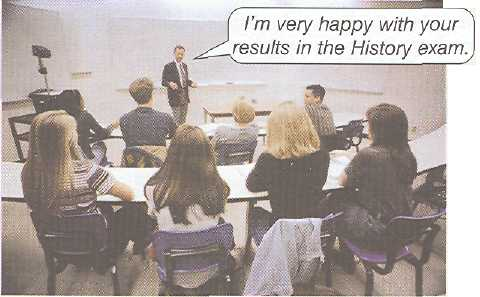 I'm very happy with your
results in the History exam.